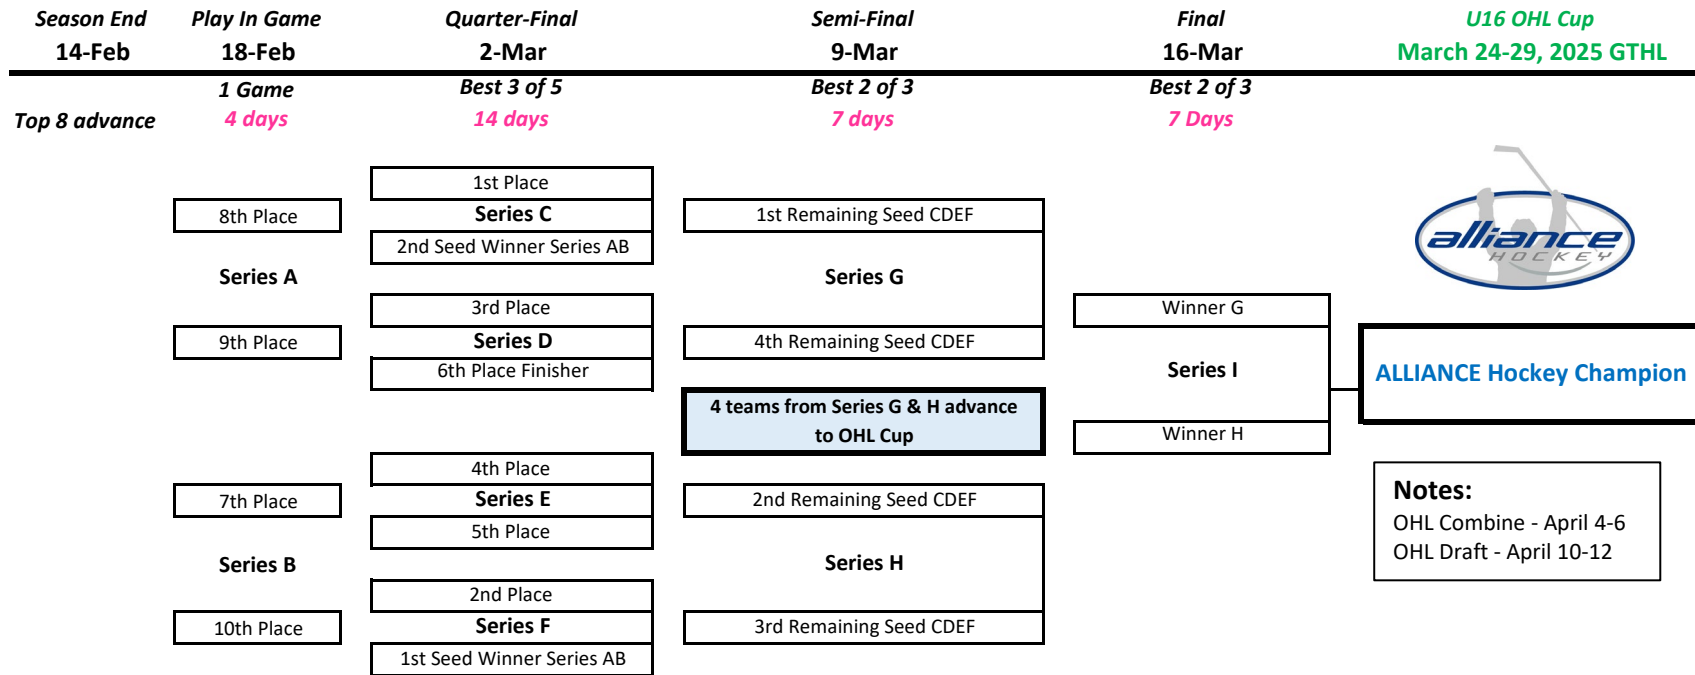 Season End Play In Game Quarter-Final Semi-Final Final U16 OHL Cup
14-Feb 18-Feb 2-Mar 9-Mar 16-Mar March 24-29, 2025 GTHL
1 Game Best 3 of 5 Best 2 of 3 Best 2 of 3
Top 8 advance 4 days 14 days 7 days 7 Days
1st Place
8th Place Series C 1st Remaining Seed CDEF
2nd Seed Winner Series AB
alliance
HOCKEY
Series A Series G
3rd Place Winner G
9th Place Series D 4th Remaining Seed CDEF
6th Place Finisher Series I ALLIANCE Hockey Champion
4 teams from Series G & H advance
to OHL Cup
Winner H
4th Place
7th Place Series E 2nd Remaining Seed CDEF
5th Place
Notes:
OHL Combine - April 4-6
OHL Draft - April 10-12
Series B Series H
2nd Place
10th Place Series F 3rd Remaining Seed CDEF
1st Seed Winner Series AB